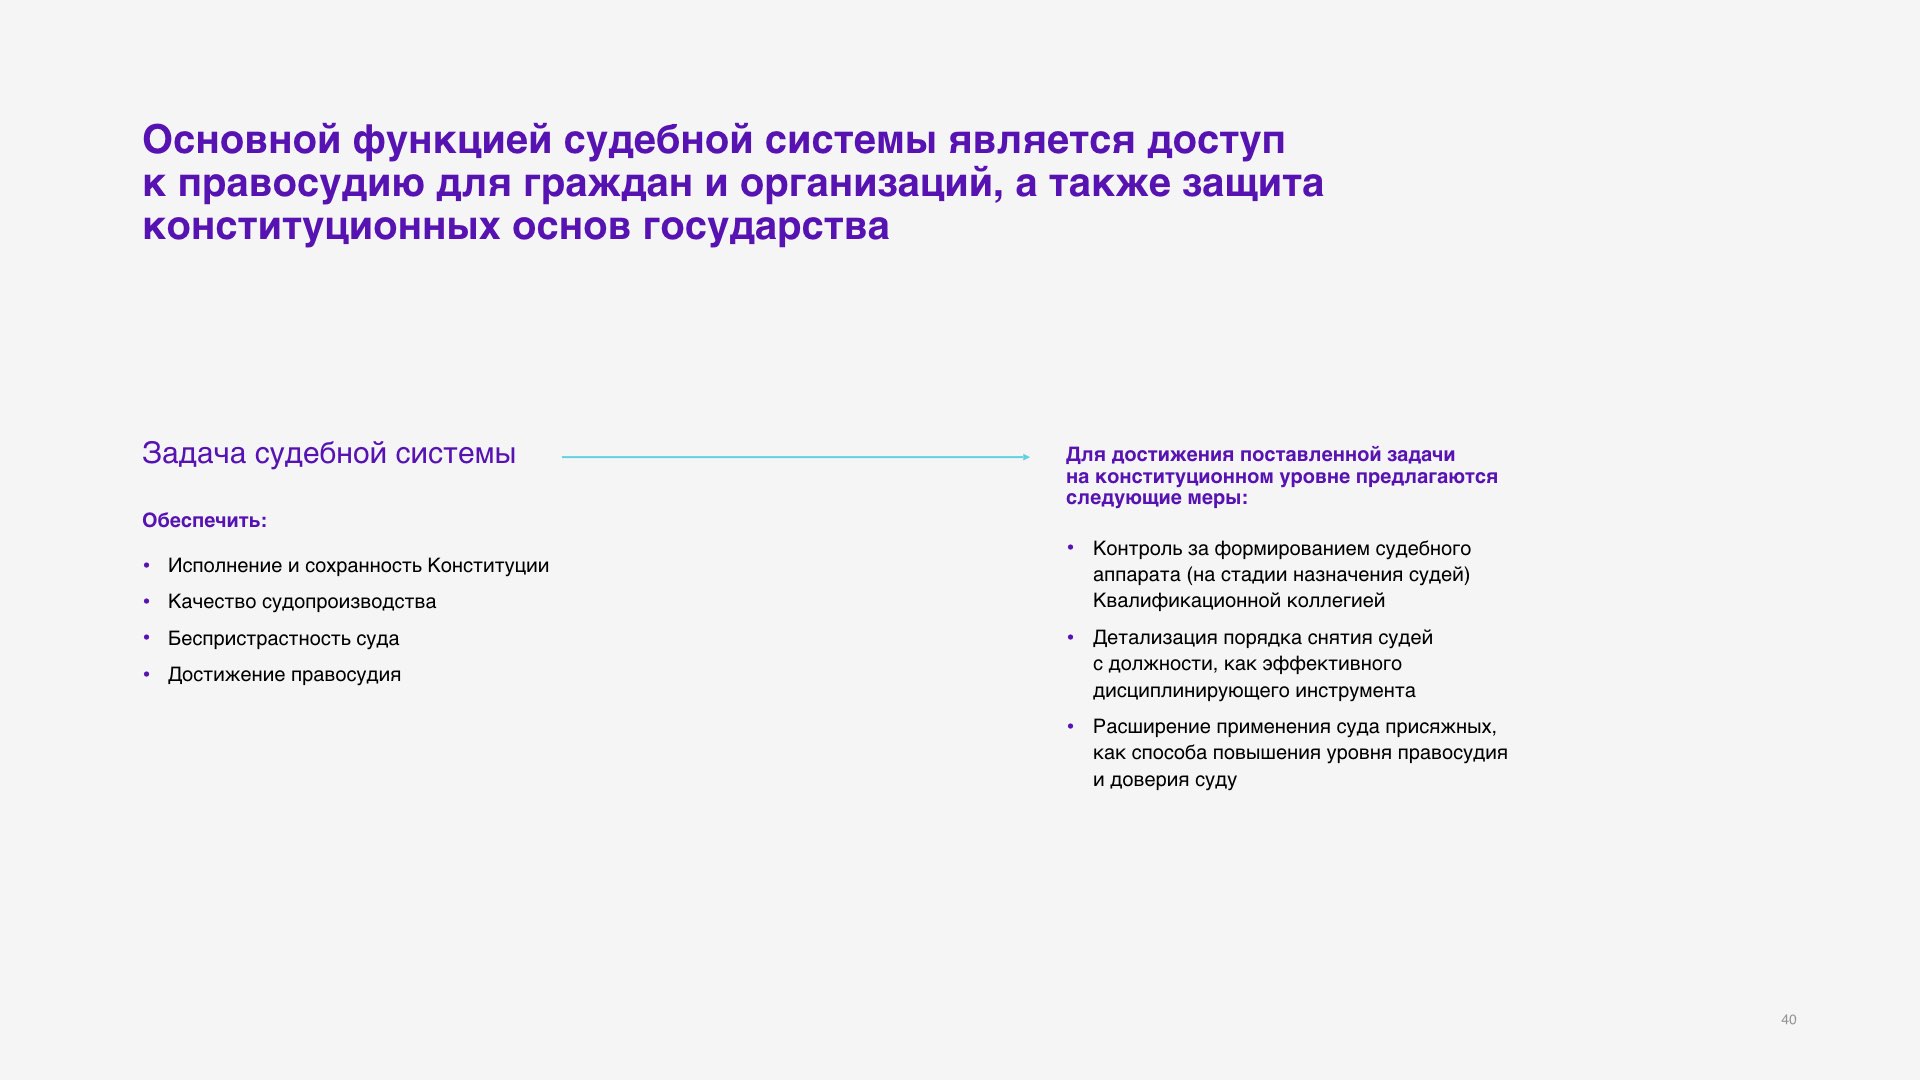 Основной функцией судебной системы является доступ
к правосудию для граждан и организаций, а также защита
конституционных основ государства
Задача судебной системы
Обеспечить:
• Исполнение и сохранность Конституции
• Качество судопроизводства
• Беспристрастность суда
• Достижение правосудия
Для достижения поставленной задачи
на конституционном уровне предлагаются
следующие меры:
• Контроль за формированием судебного
аппарата (на стадии назначения судей)
Квалификационной коллегией
• Детализация порядка снятия судей
с должности, как эффективного
дисциплинирующего инструмента
• Расширение применения суда присяжных,
как способа повышения уровня правосудия
и доверия суду
40